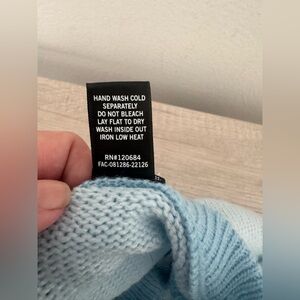 HAND WASH COLD
SEPARATELY
DO NOT BLEACH
LAY FLAT TO DRY
WASH INSIDE OUT
IRON LOW HEAT
RN#120684
FAC-081286-22126